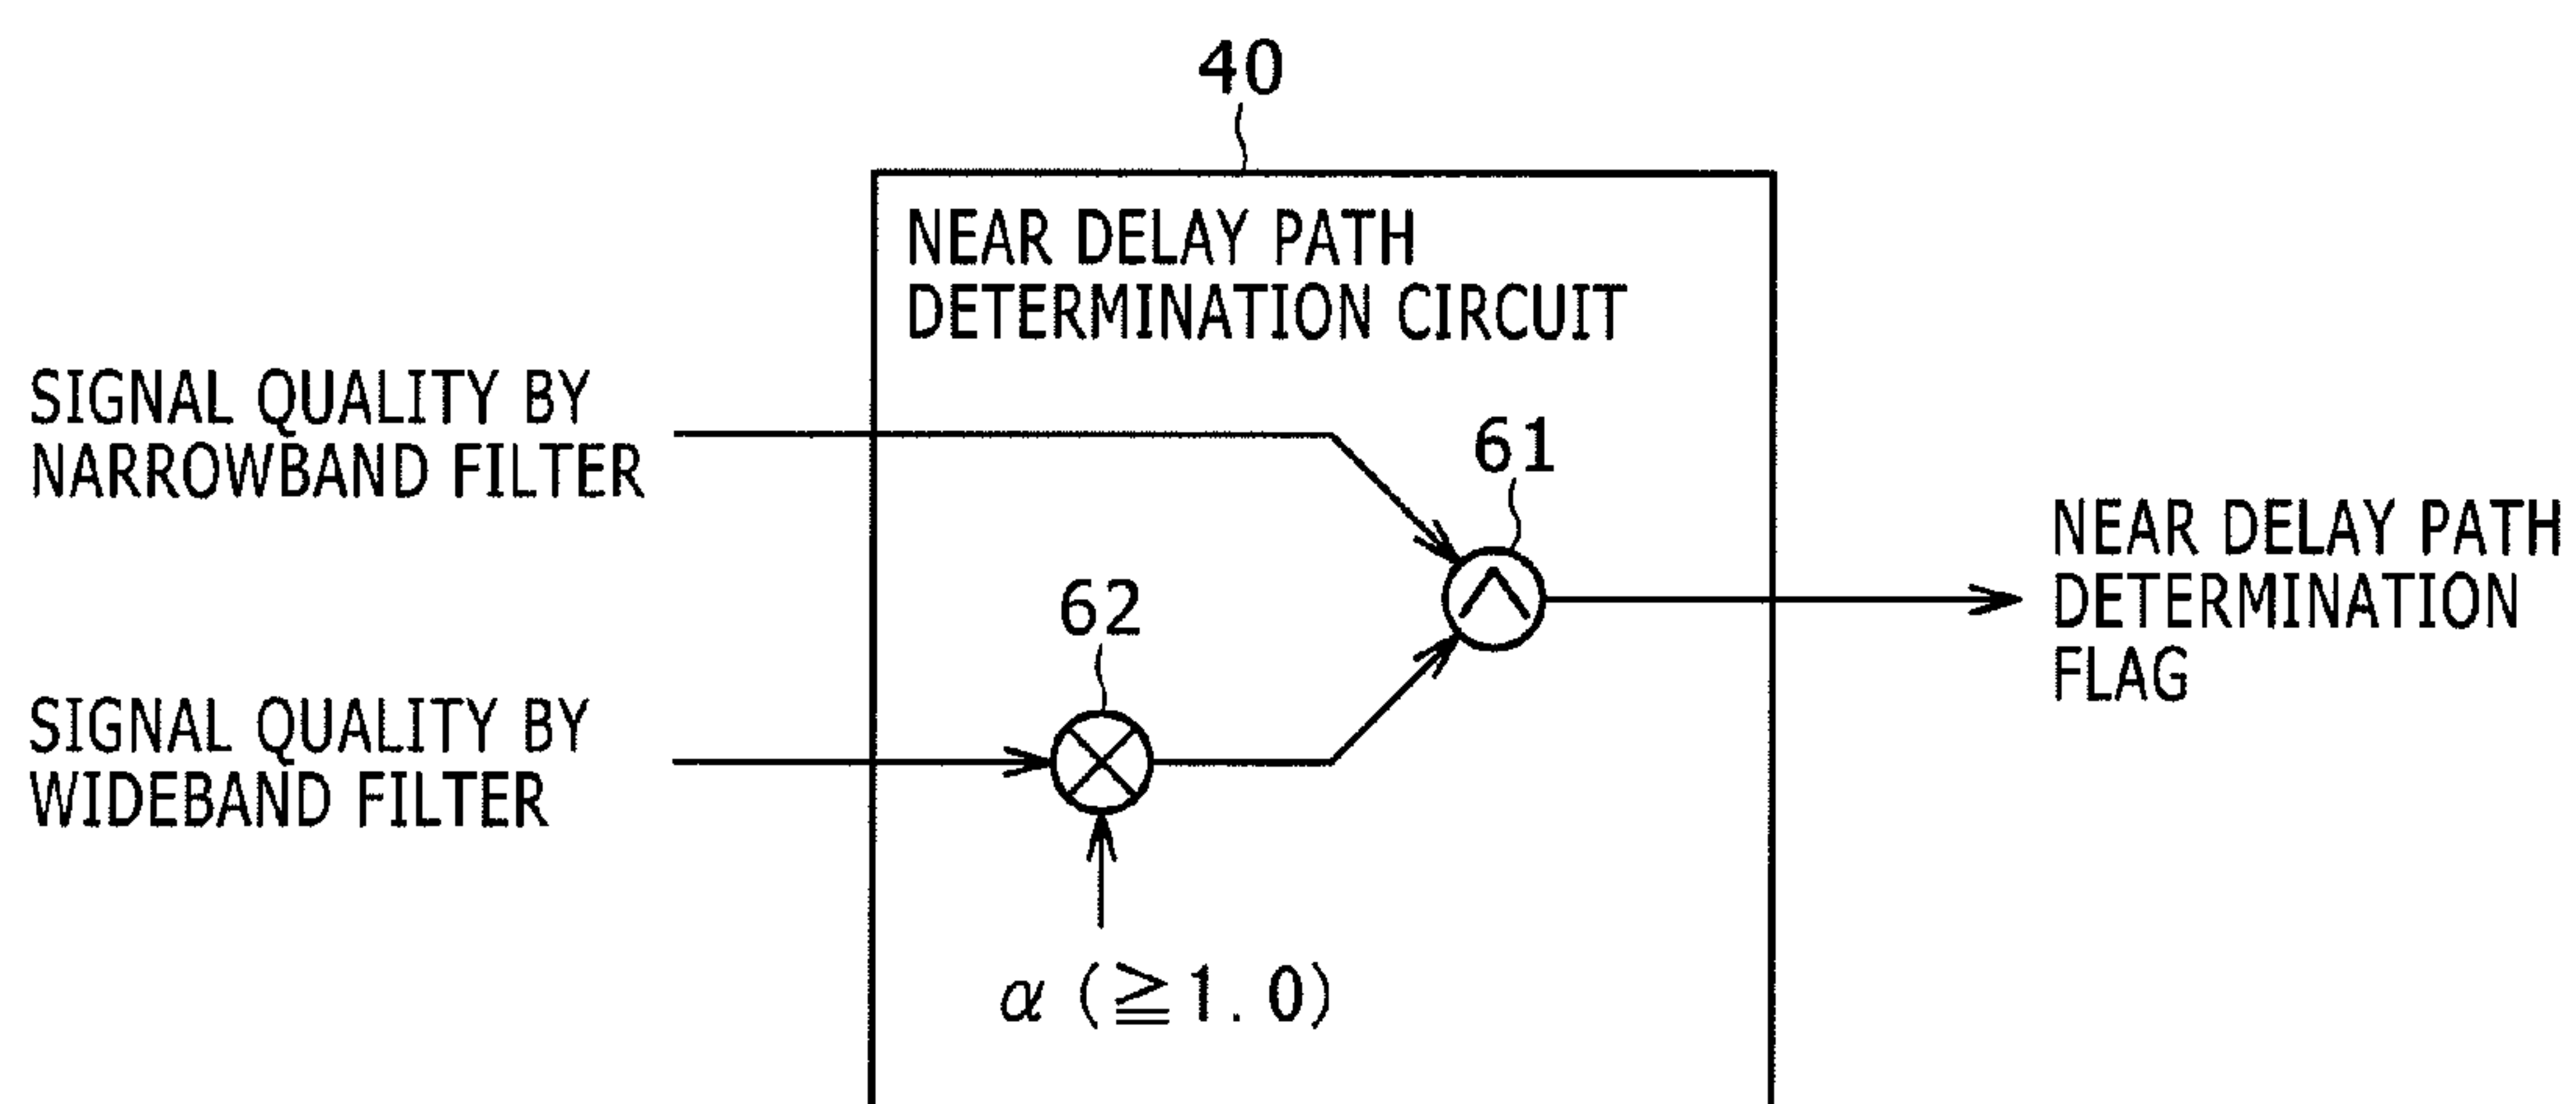 40
NEAR DELAY PATH
DETERMINATION CIRCUIT
SIGNAL QUALITY BY
NARROWBAND FILTER
61
NEAR DELAY PATH
DETERMINATION
FLAG
62
SIGNAL QUALITY BY
WIDEBAND FILTER
α (≧1.0)